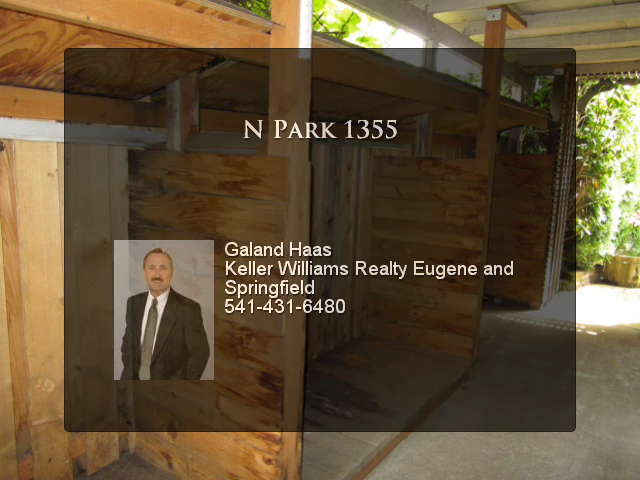 N Park 1355
Galand Haas
Keller Williams Realty Eugene and
Springfield
541-431-6480